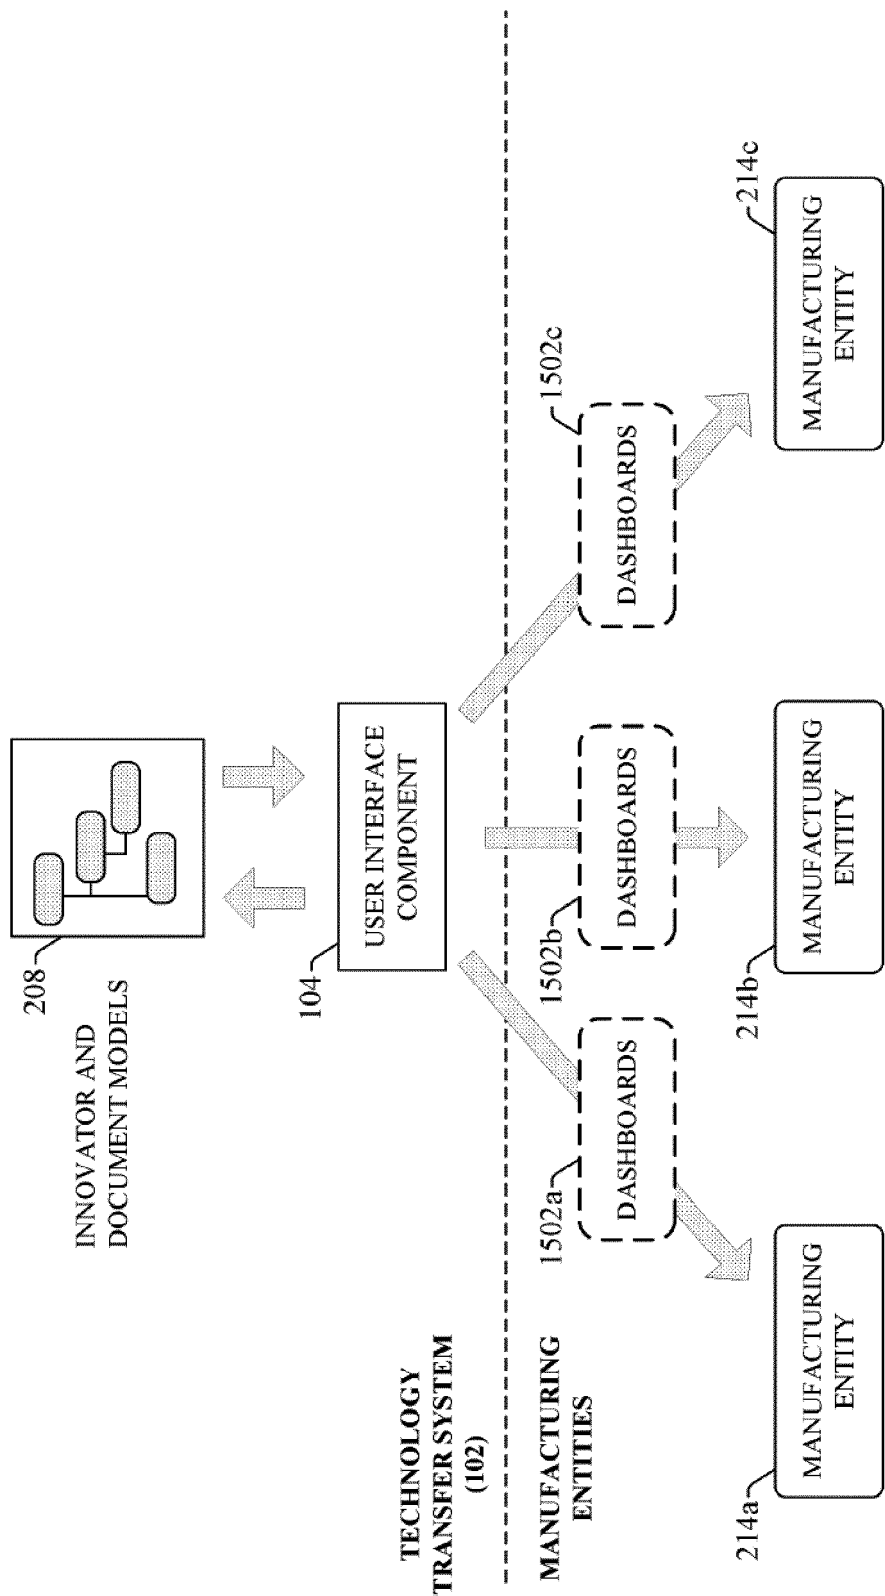 208
INNOVATOR AND
DOCUMENT MODELS
104
USER INTERFACE
COMPONENT
TECHNOLOGY
TRANSFER SYSTEM
(102)
MANUFACTURING
ENTITIES
1502a
DASHBOARDS
1502b
DASHBOARDS
1502c
DASHBOARDS
214a
MANUFACTURING
ENTITY
214b
MANUFACTURING
ENTITY
214c
MANUFACTURING
ENTITY